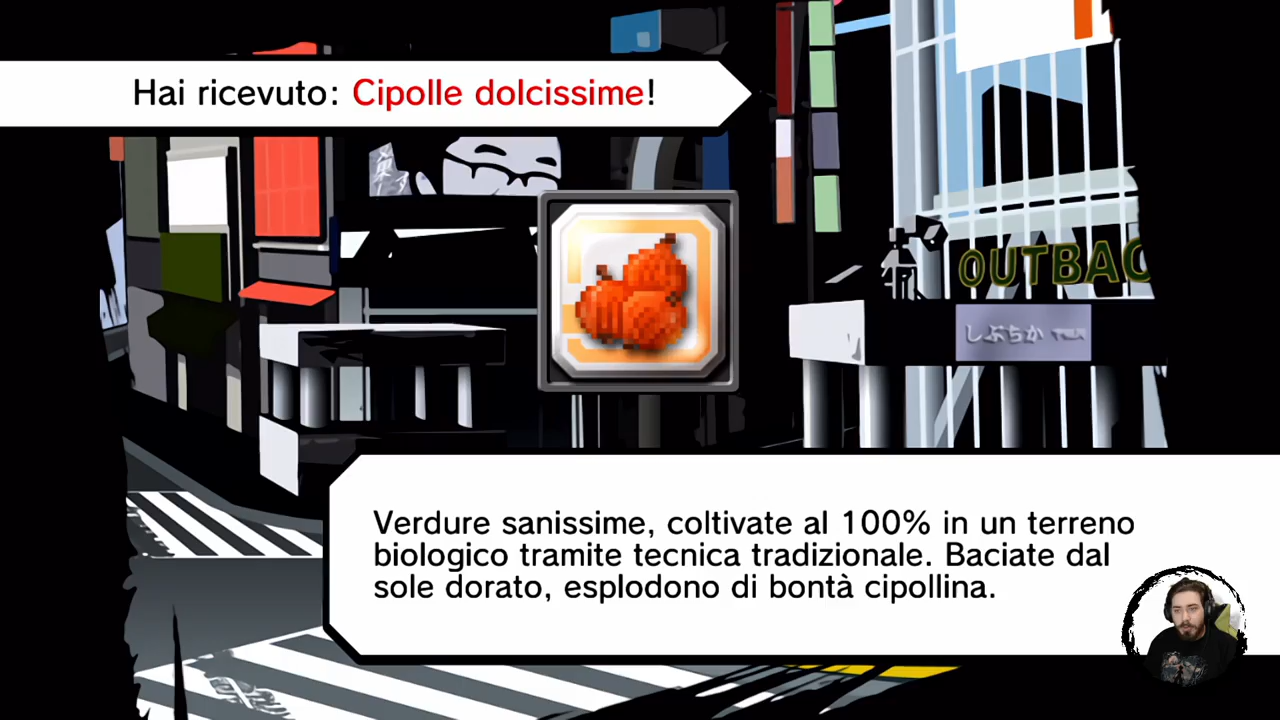 Hai ricevuto: Cipolle dolcissime!
OUTBAC
しぶちか
Verdure sanissime, coltivate al 100% in un terreno
biologico tramite tecnica tradizionale. Baciate dal
sole dorato, esplodono di bontà cipollina.